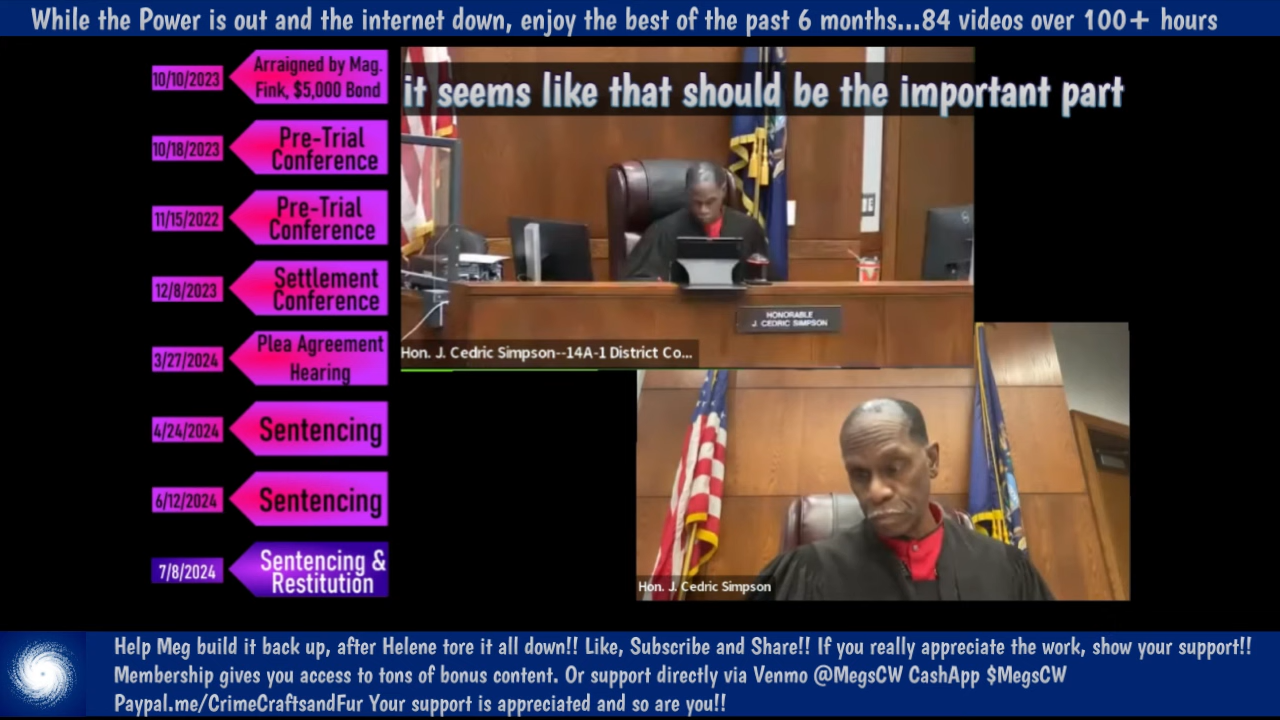 While the Power is out and the internet down, enjoy the best of the past 6 months...84 videos over 100+ hours
10/10/2023
Arraigned by Mag.
Fink, $5,000 Bond
10/18/2023
Pre-Trial
Conference
11/15/2022
Pre-Trial
Conference
12/8/2023
Settlement
Conference
3/27/2024
Plea Agreement
Hearing
4/24/2024
Sentencing
6/12/2024
Sentencing
7/8/2024
Sentencing &
Restitution
it seems like that should be the important part
HONORABLE
J. CEDRIC SIMPSON
Hon. J. Cedric Simpson--14A-1 District Co...
Hon. J. Cedric Simpson
Help Meg build it back up, after Helene tore it all down!! Like, Subscribe and Share!! If you really appreciate the work, show your support!!
Membership gives you access to tons of bonus content. Or support directly via Venmo @MegsCW CashApp $MegsCW
Paypal.me/CrimeCraftsandFur Your support is appreciated and so are you!!